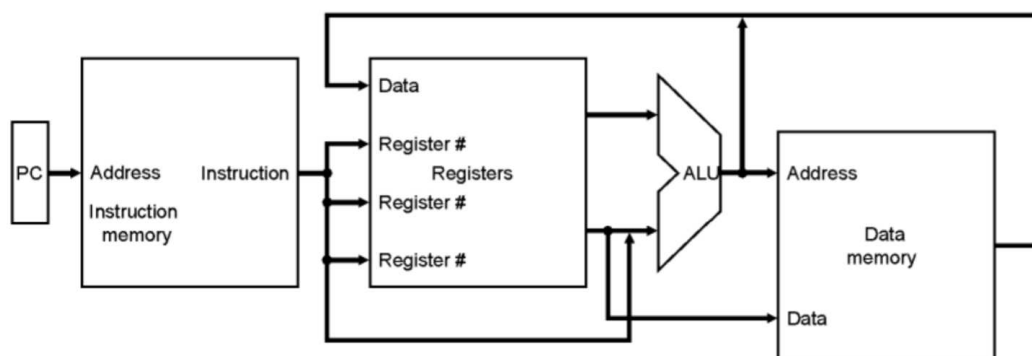 PC
Address
Instruction
Instruction
memory
Data
Register #
Registers
Register #
Register #
ALU
Address
Data
memory
Data